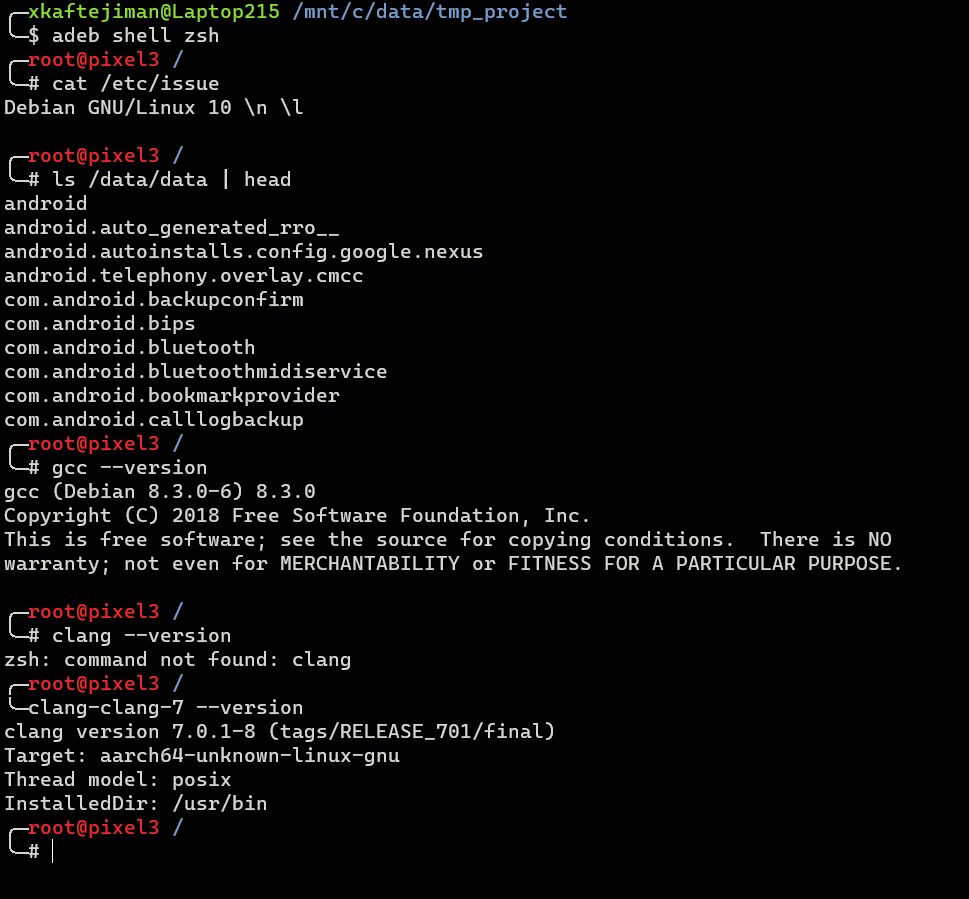 ╭─xkaftejiman@Laptop215 /mnt/c/data/tmp_project
╰─$ adeb shell zsh
╭─root@pixel3 /
╰─# cat /etc/issue
Debian GNU/Linux 10 \n \l

╭─root@pixel3 /
╰─# ls /data/data | head
android
android.auto_generated_rro__
android.autoinstalls.config.google.nexus
android.telephony.overlay.cmcc
com.android.backupconfirm
com.android.bips
com.android.bluetooth
com.android.bluetoothmidiservice
com.android.bookmarkprovider
com.android.calllogbackup
╭─root@pixel3 /
╰─# gcc --version
gcc (Debian 8.3.0-6) 8.3.0
Copyright (C) 2018 Free Software Foundation, Inc.
This is free software; see the source for copying conditions.  There is NO
warranty; not even for MERCHANTABILITY or FITNESS FOR A PARTICULAR PURPOSE.

╭─root@pixel3 /
╰─# clang --version
zsh: command not found: clang
╭─root@pixel3 /
╰─clang-clang-7 --version
clang version 7.0.1-8 (tags/RELEASE_701/final)
Target: aarch64-unknown-linux-gnu
Thread model: posix
InstalledDir: /usr/bin
╭─root@pixel3 /
╰─#